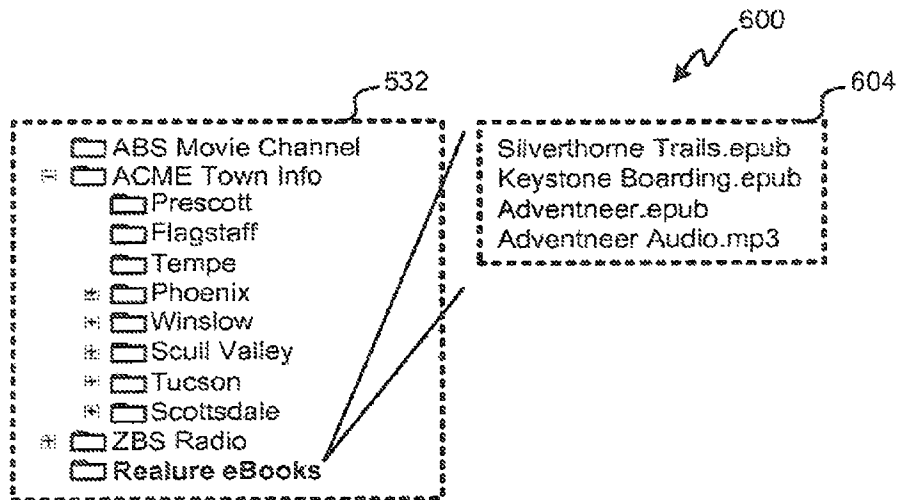 600
532
604
ABS Movie Channel
ACME Town Info
Prescott
Flagstaff
Tempe
Phoenix
Winslow
Scull Valley
Tucson
Scottsdale
ZBS Radio
Realure eBooks
Silverthorne Trails.epub
Keystone Boarding.epub
Adventneer.epub
Adventneer Audio.mp3